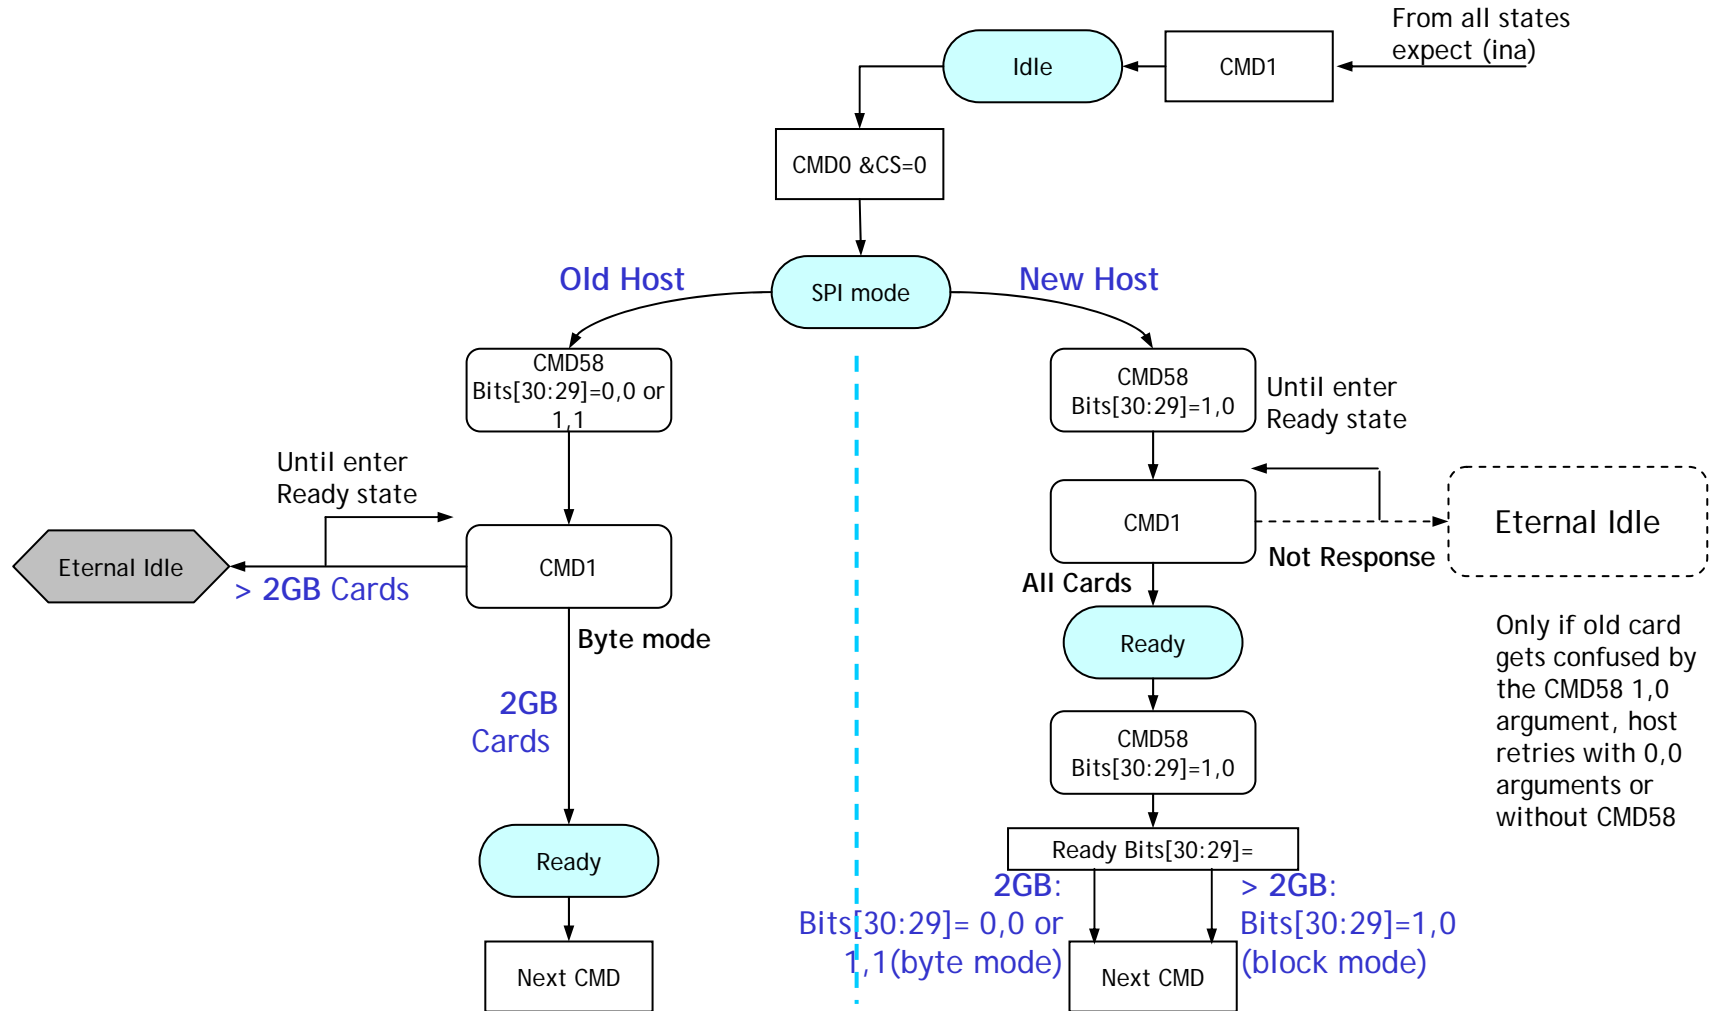 From all states
expect (ina)
Idle
CMD1
CMD0 &CS=0
SPI mode
Old Host
New Host
CMD58
Bits[30:29]=0,0 or
1,1
Until enter
Ready state
CMD1
Eternal Idle
> 2GB Cards
Byte mode
2GB
Cards
Ready
Next CMD
CMD58
Bits[30:29]=1,0
Until enter
Ready state
CMD1
Not Response
Eternal Idle
All Cards
Ready
CMD58
Bits[30:29]=1,0
Ready Bits[30:29]=
2GB:
Bits[30:29]= 0,0 or
1,1(byte mode)
> 2GB:
Bits[30:29]=1,0
(block mode)
Next CMD
Only if old card
gets confused by
the CMD58 1,0
argument, host
retries with 0,0
arguments or
without CMD58